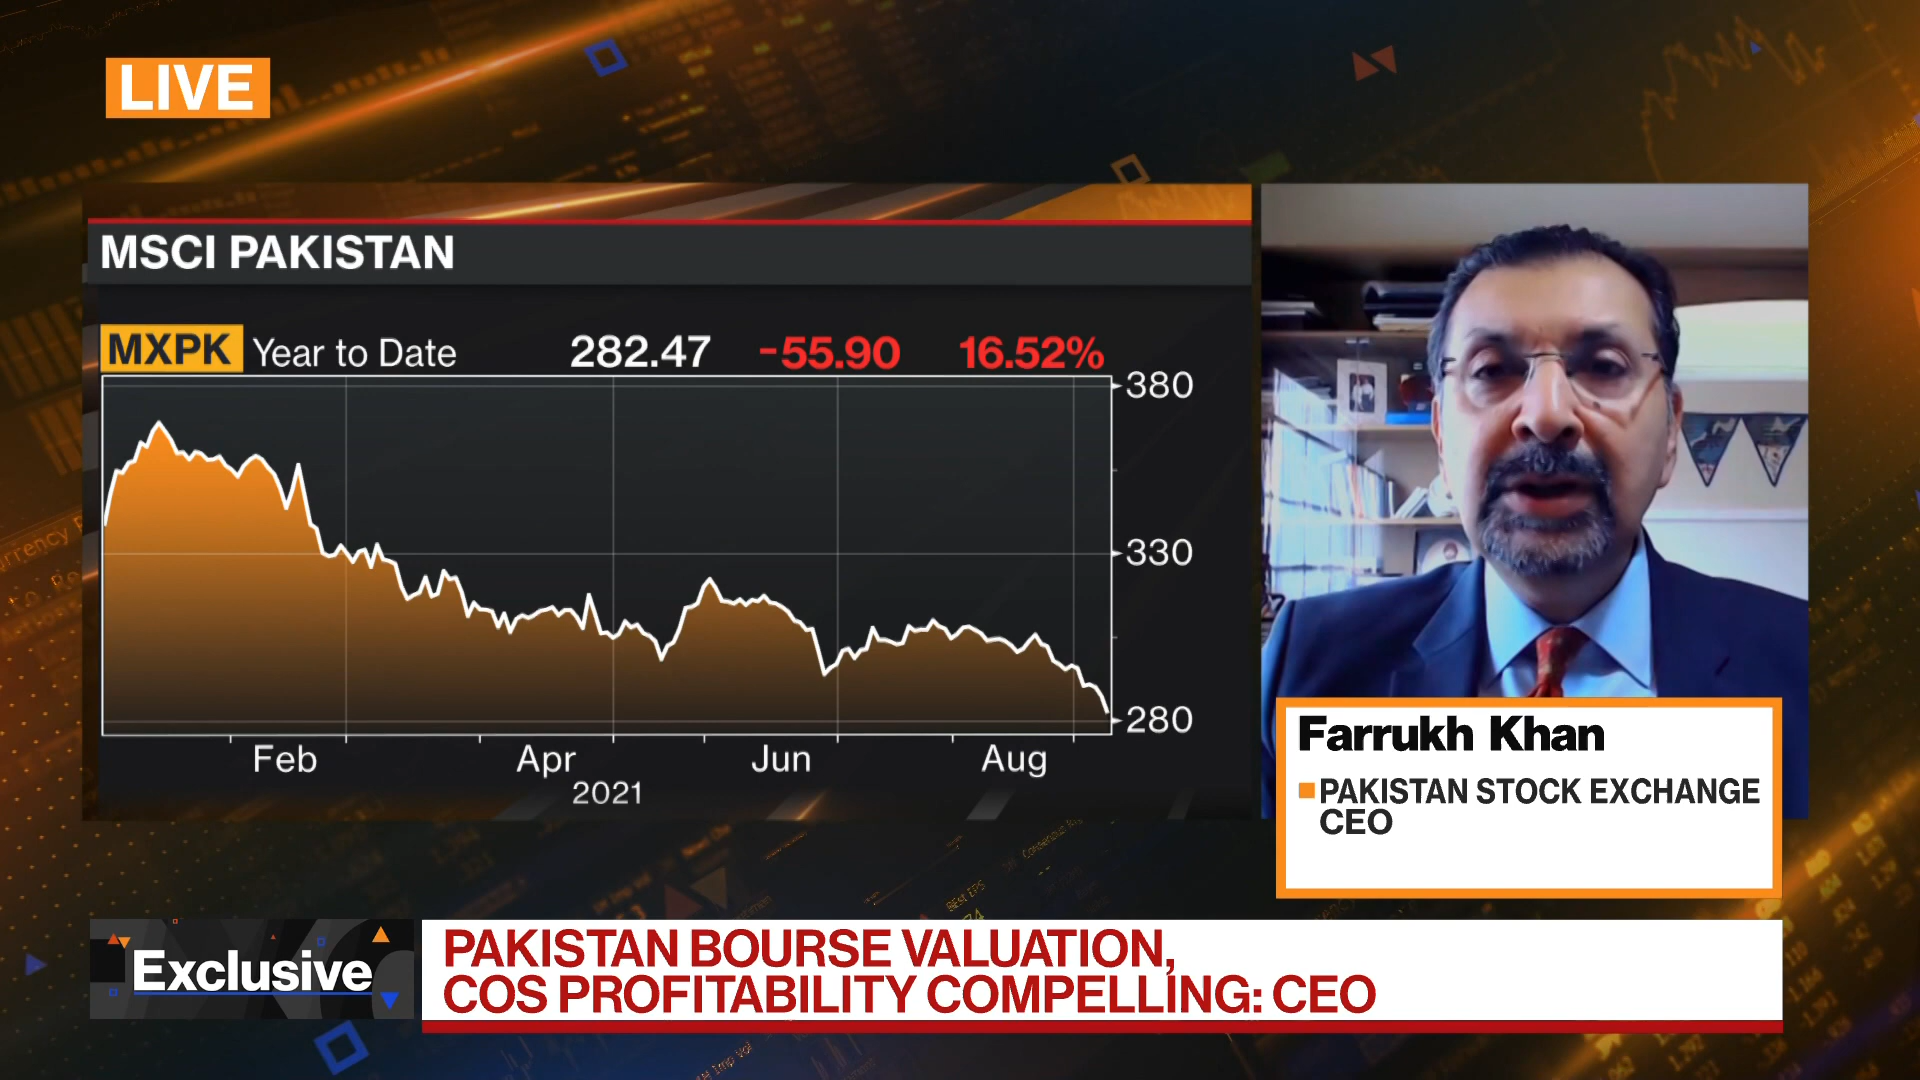 LIVE
MSCI PAKISTAN
MXPK Year to Date 282.47 -55.90 16.52%
380
330
280
Feb Apr Jun Aug
2021
Farrukh Khan
PAKISTAN STOCK EXCHANGE
CEO
Exclusive
PAKISTAN BOURSE VALUATION,
COS PROFITABILITY COMPELLING: CEO